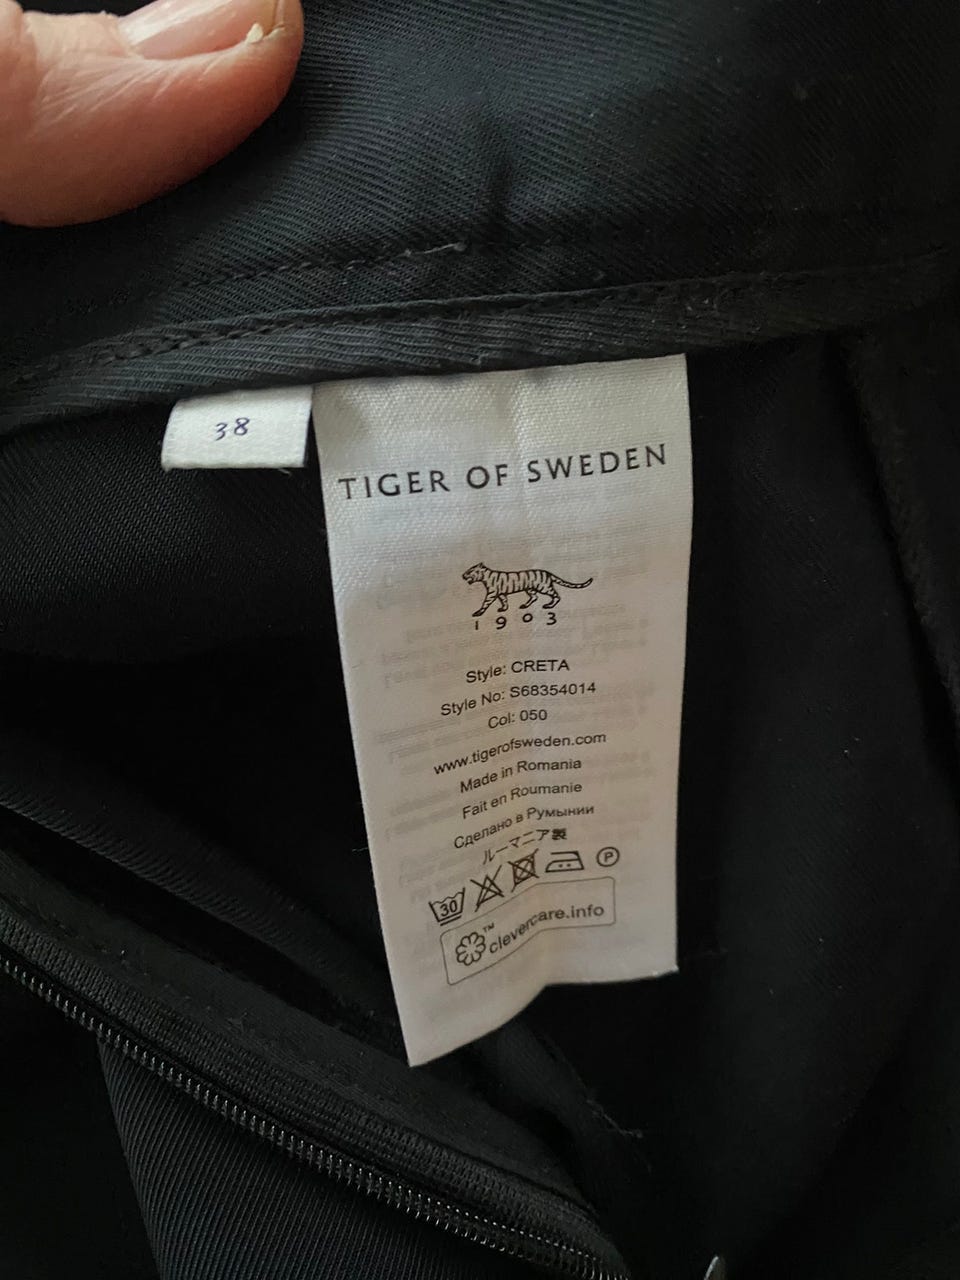 38
TIGER OF SWEDEN
1903
Style: CRETA
Style No: S68354014
Col: 050
www.tigerofsweden.com
Made in Romania
Fait en Roumanie
Сделано в Румынии
ルーマニア製
30 P
™ clevercare.info